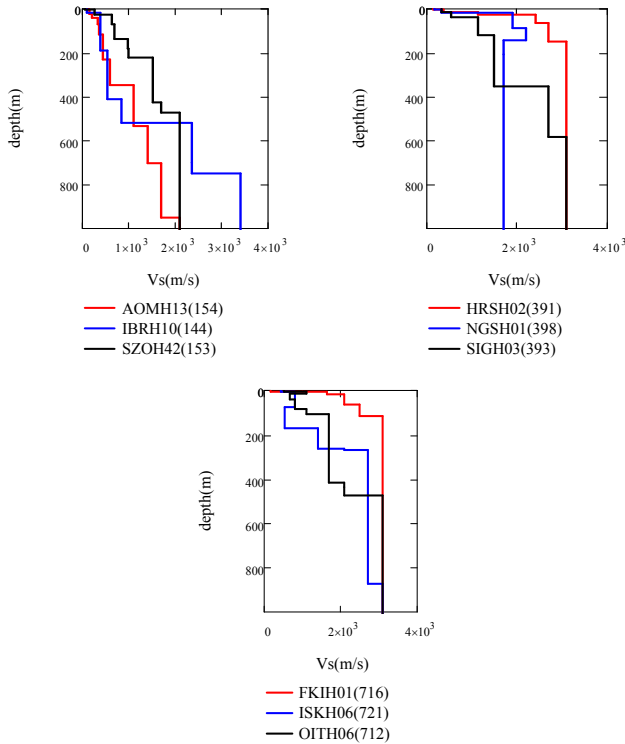 0
200
400
600
800
depth(m)
0 1×10³ 2×10³ 3×10³ 4×10³
Vs(m/s)
AOMH13(154)
IBRH10(144)
SZOH42(153)
0
200
400
600
800
depth(m)
0 2×10³ 4×10³
Vs(m/s)
HRSH02(391)
NGSH01(398)
SIGH03(393)
0
200
400
600
800
depth(m)
0 2×10³ 4×10³
Vs(m/s)
FKIH01(716)
ISKH06(721)
OITH06(712)